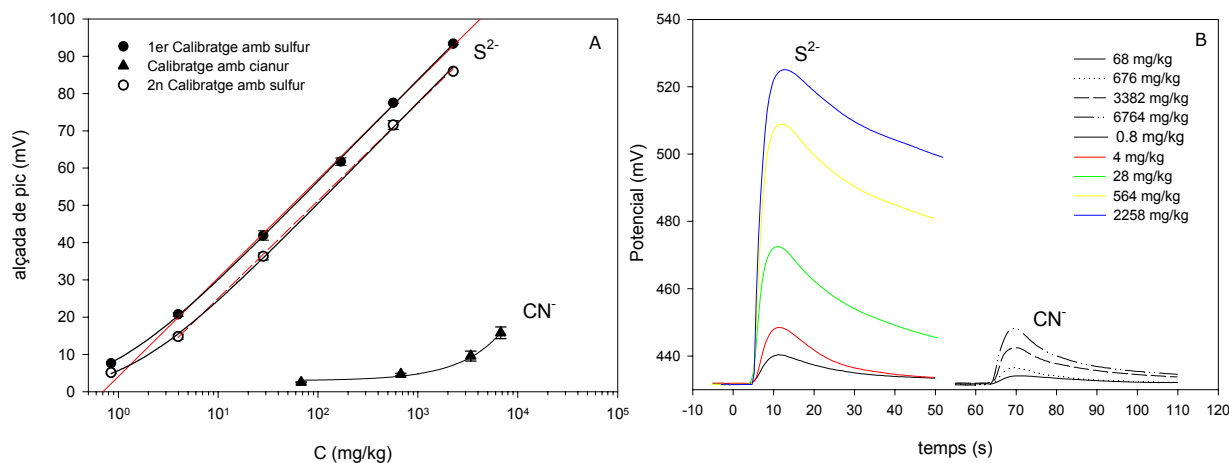 A
1er Calibratge amb sulfur
Calibratge amb cianur
2n Calibratge amb sulfur
S2-
CN-
alçada de pic (mV)
100
90
80
70
60
50
40
30
20
10
0
10^0 10^1 10^2 10^3 10^4 10^5
C (mg/kg)
B
S2-
CN-
68 mg/kg
676 mg/kg
3382 mg/kg
6764 mg/kg
0.8 mg/kg
4 mg/kg
28 mg/kg
564 mg/kg
2258 mg/kg
Potencial (mV)
540
520
500
480
460
440
-10 0 10 20 30 40 50 60 70 80 90 100 110 120
temps (s)